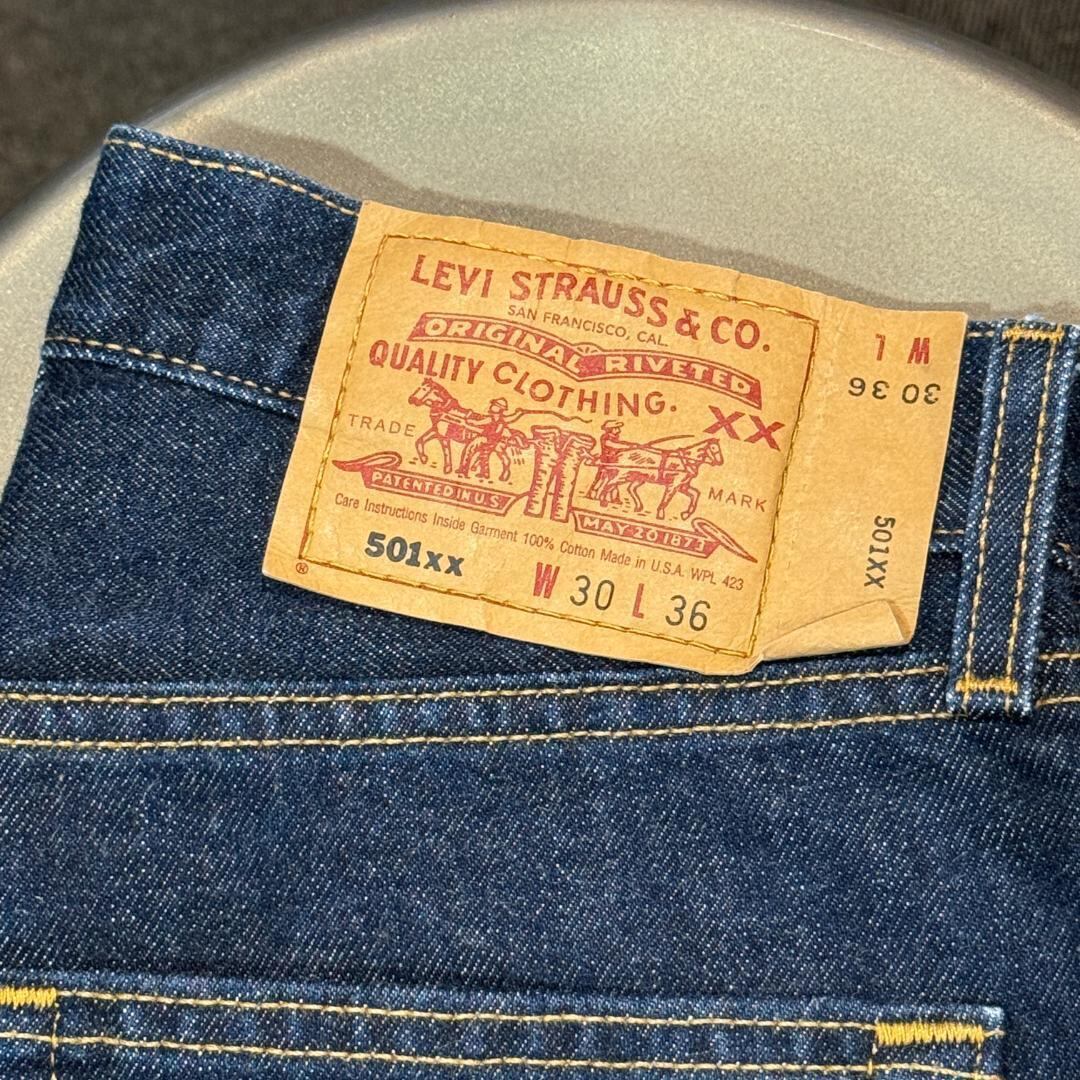 LEVI STRAUSS & CO.
SAN FRANCISCO, CAL.
ORIGINAL RIVETED
QUALITY CLOTHING.
XX
TRADE MARK
PATENTED IN U.S. MAY 20 1873
Care Instructions Inside Garment 100% Cotton Made in U.S.A. WPL 423
501XX W 30 L 36
®
W L
30 36
501XX